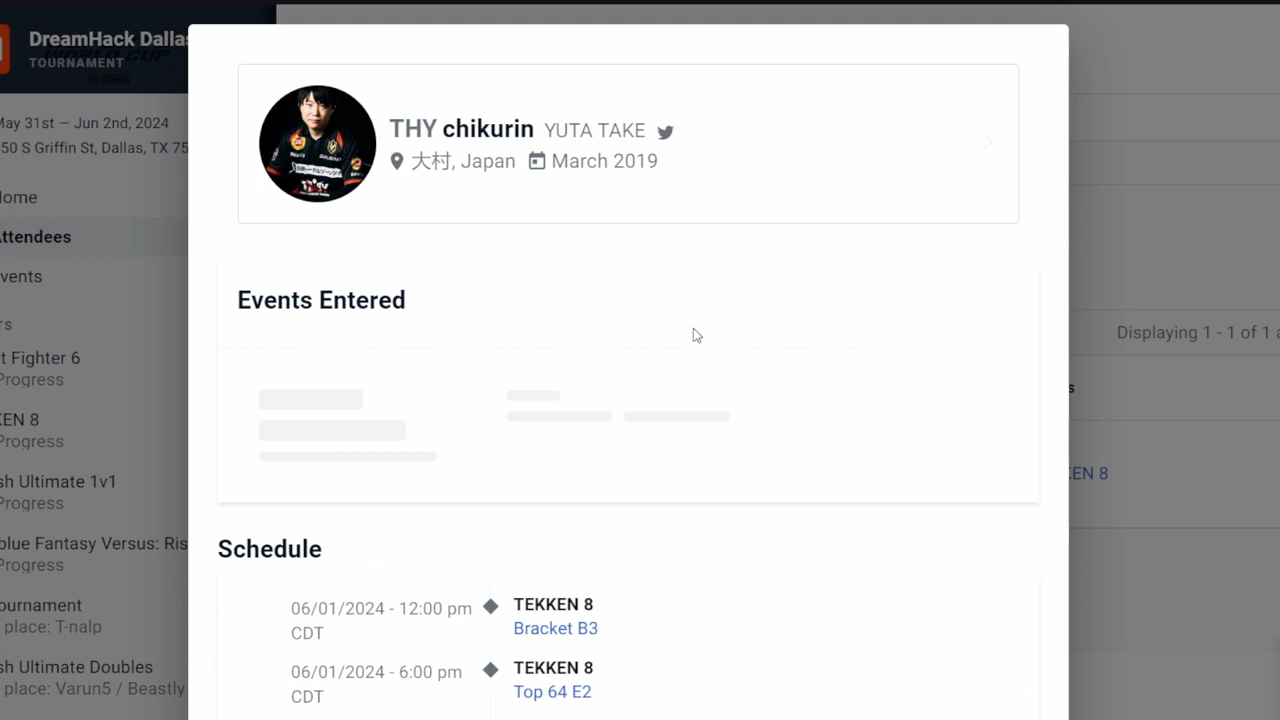 DreamHack Dallas
TOURNAMENT
May 31st — Jun 2nd, 2024
50 S Griffin St, Dallas, TX 75
ome
Attendees
vents
rs
t Fighter 6
Progress
KEN 8
Progress
sh Ultimate 1v1
Progress
blue Fantasy Versus: Ris
Progress
ournament
place: T-nalp
sh Ultimate Doubles
place: Varun5 / Beastly
THY chikurin YUTA TAKE
大村, Japan March 2019
Events Entered
Schedule
06/01/2024 - 12:00 pm CDT
TEKKEN 8
Bracket B3
06/01/2024 - 6:00 pm CDT
TEKKEN 8
Top 64 E2
Displaying 1 - 1 of 1 a
s
KEN 8